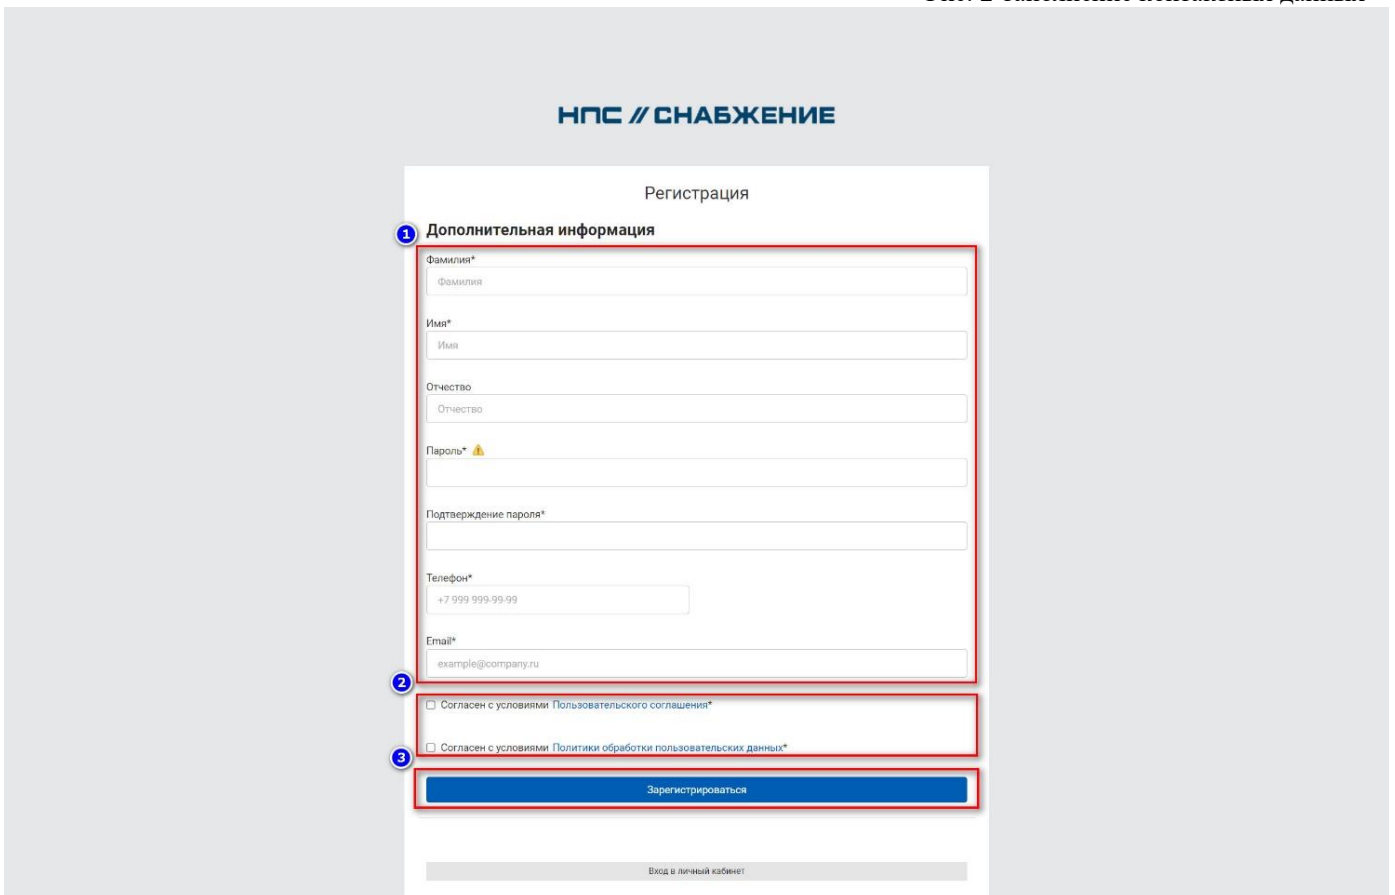 НПС // СНАБЖЕНИЕ
Регистрация
1 Дополнительная информация
Фамилия*
Фамилия
Имя*
Имя
Отчество
Отчество
Пароль*
Подтверждение пароля*
Телефон*
+7 999 999-99-99
Email*
example@company.ru
2
Согласен с условиями Пользовательского соглашения*
Согласен с условиями Политики обработки пользовательских данных*
3
Зарегистрироваться
Вход в личный кабинет